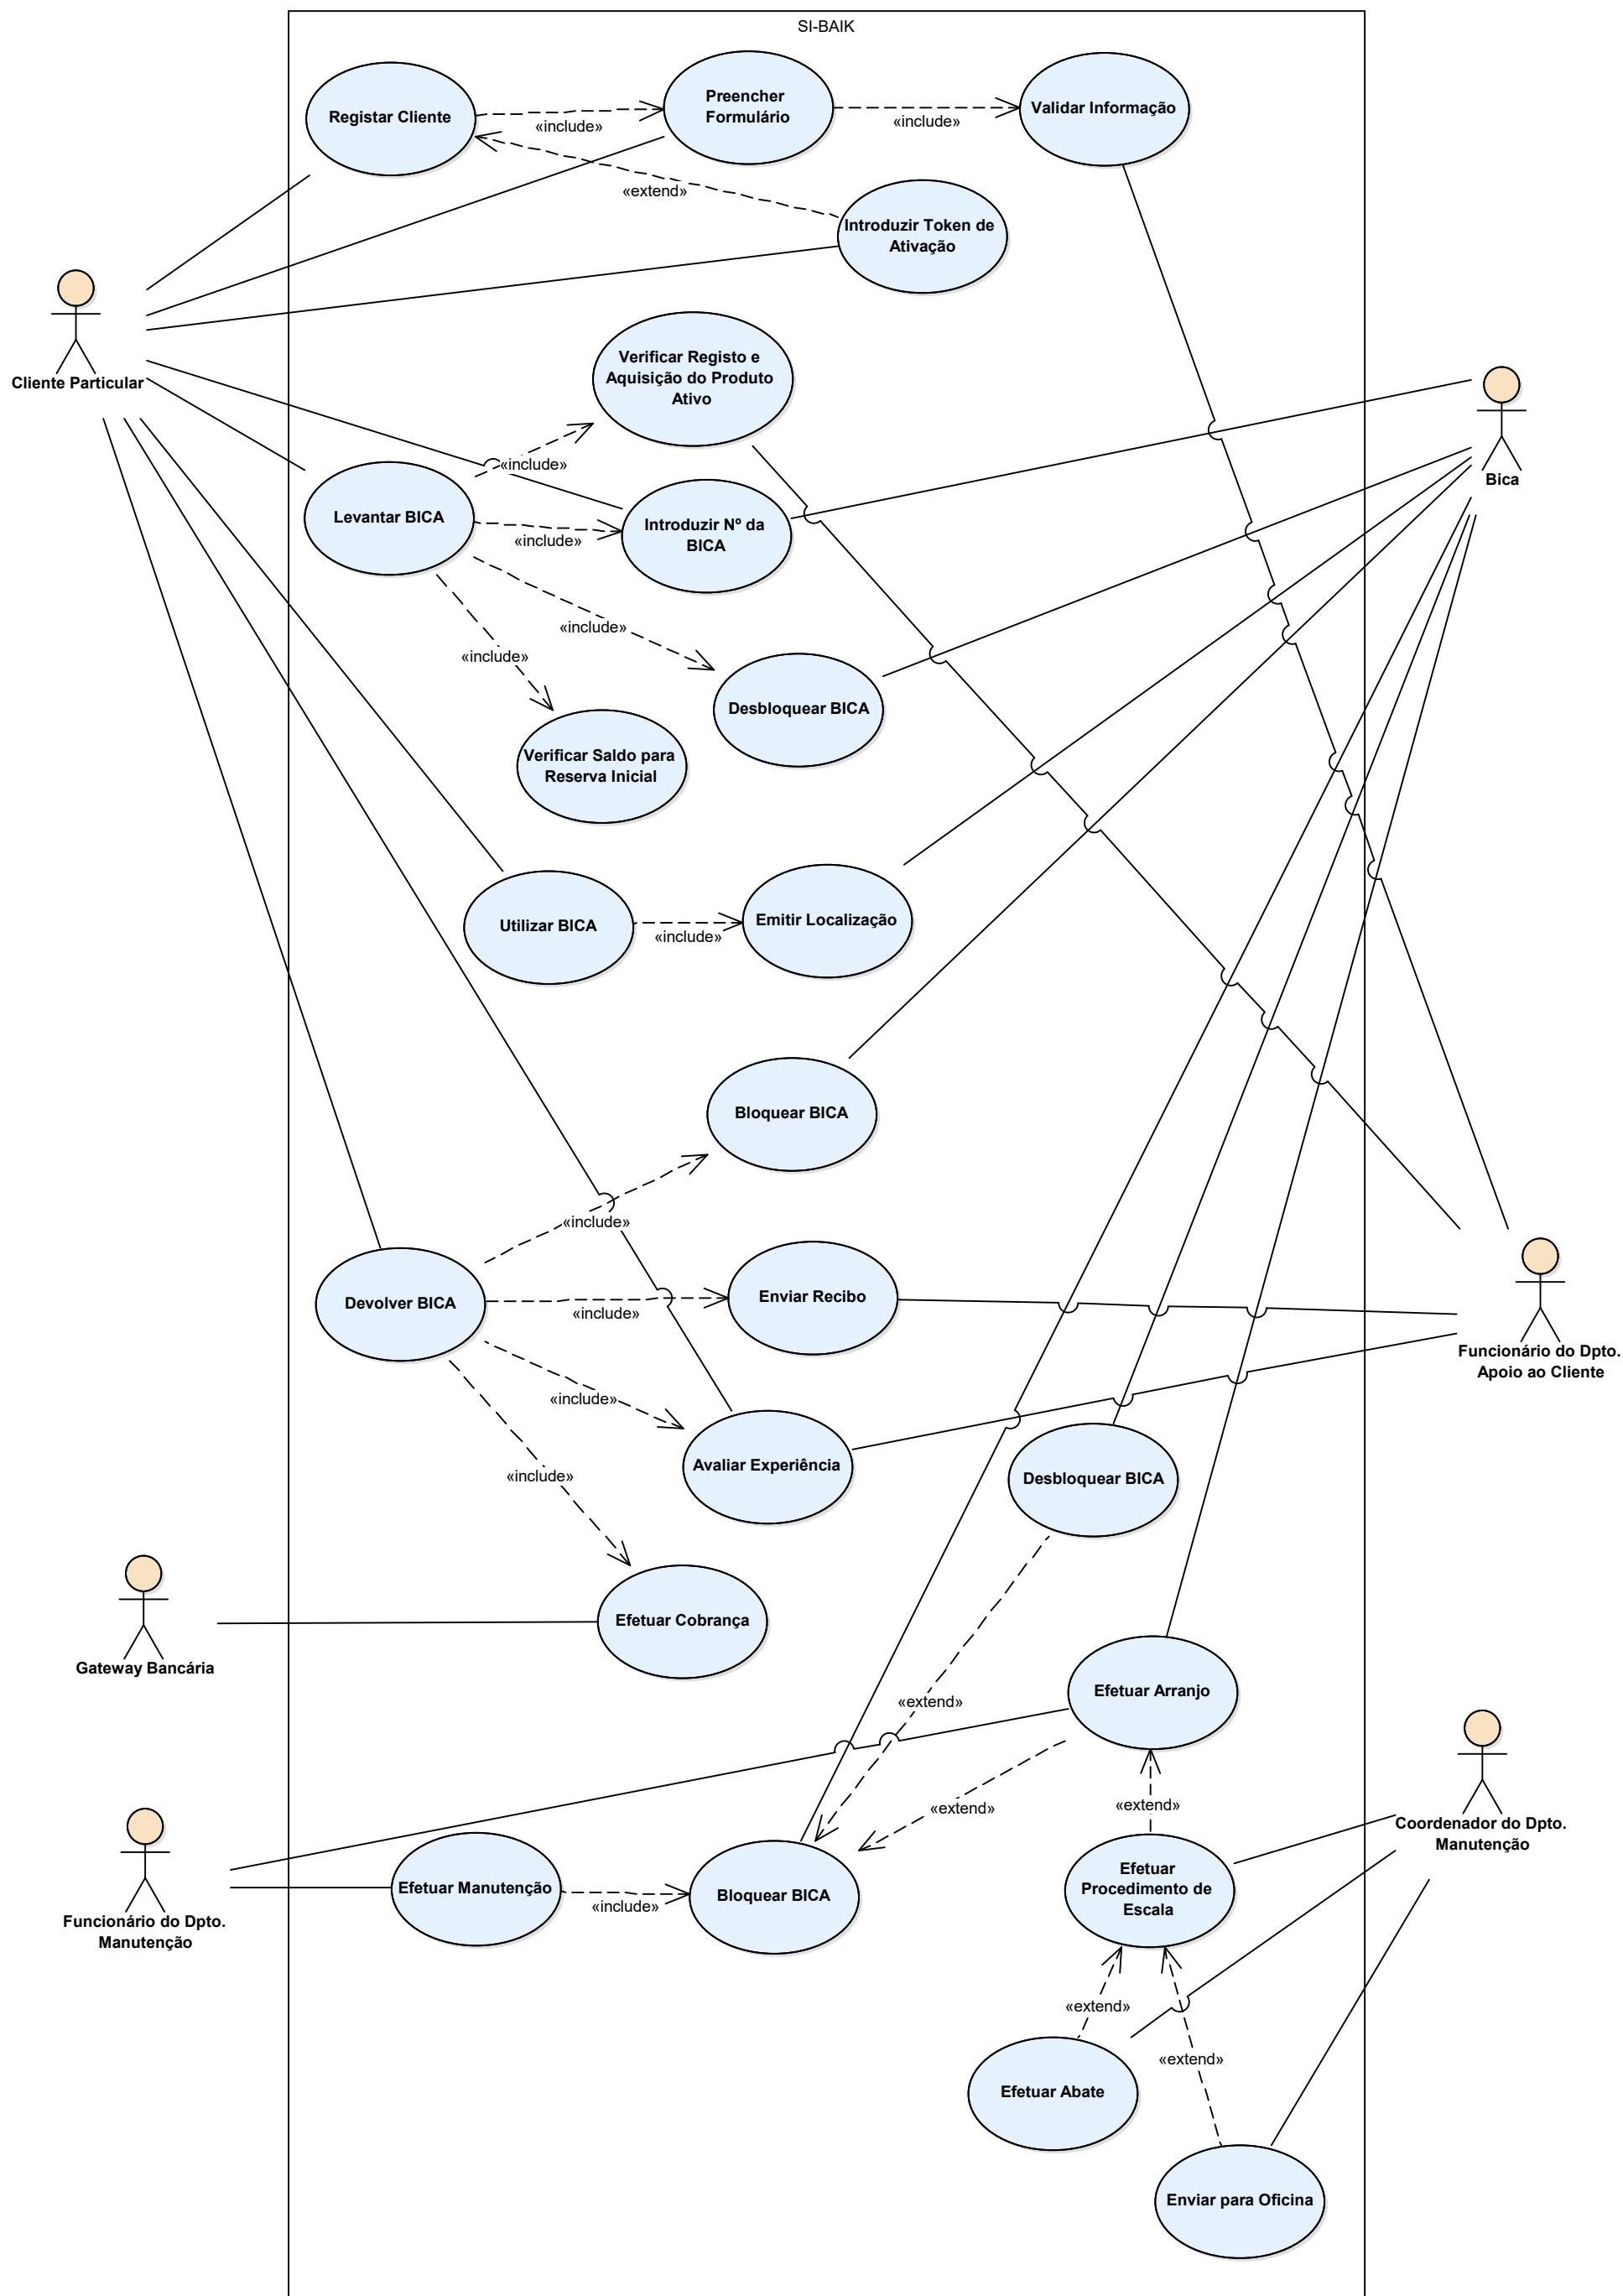 SI-BAIK
Registar Cliente
«include»
Preencher
Formulário
«include»
Validar Informação
«extend»
Introduzir Token de
Ativação
Cliente Particular
Verificar Registo e
Aquisição do Produto
Ativo
Bica
«include»
Levantar BICA
«include»
Introduzir Nº da
BICA
«include»
«include»
Desbloquear BICA
Verificar Saldo para
Reserva Inicial
Utilizar BICA
«include»
Emitir Localização
Bloquear BICA
«include»
Devolver BICA
«include»
Enviar Recibo
Funcionário do Dpto.
Apoio ao Cliente
«include»
Avaliar Experiência
«include»
Desbloquear BICA
Gateway Bancária
Efetuar Cobrança
«extend»
Efetuar Arranjo
«extend»
«extend»
Coordenador do Dpto.
Manutenção
Funcionário do Dpto.
Manutenção
Efetuar Manutenção
«include»
Bloquear BICA
Efetuar
Procedimento de
Escala
«extend»
«extend»
Efetuar Abate
Enviar para Oficina